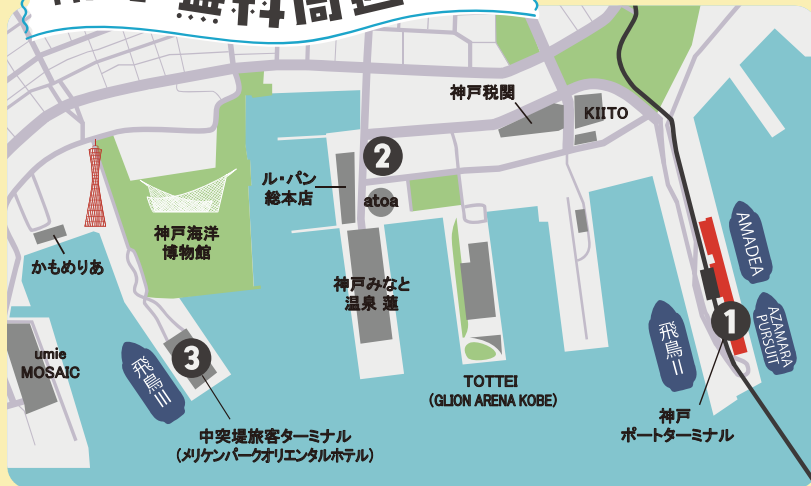 神戸税関
KIITO
2
ル・パン
総本店
atoa
神戸海洋
博物館
かもめりあ
神戸みなと
温泉 蓮
AMADEA
AZAMARA
PURSUIT
飛鳥II
1
umie
MOSAIC
飛鳥III
3
TOTTEI
(GLION ARENA KOBE)
神戸
ポートターミナル
中突堤旅客ターミナル
(メリケンパークオリエンタルホテル)